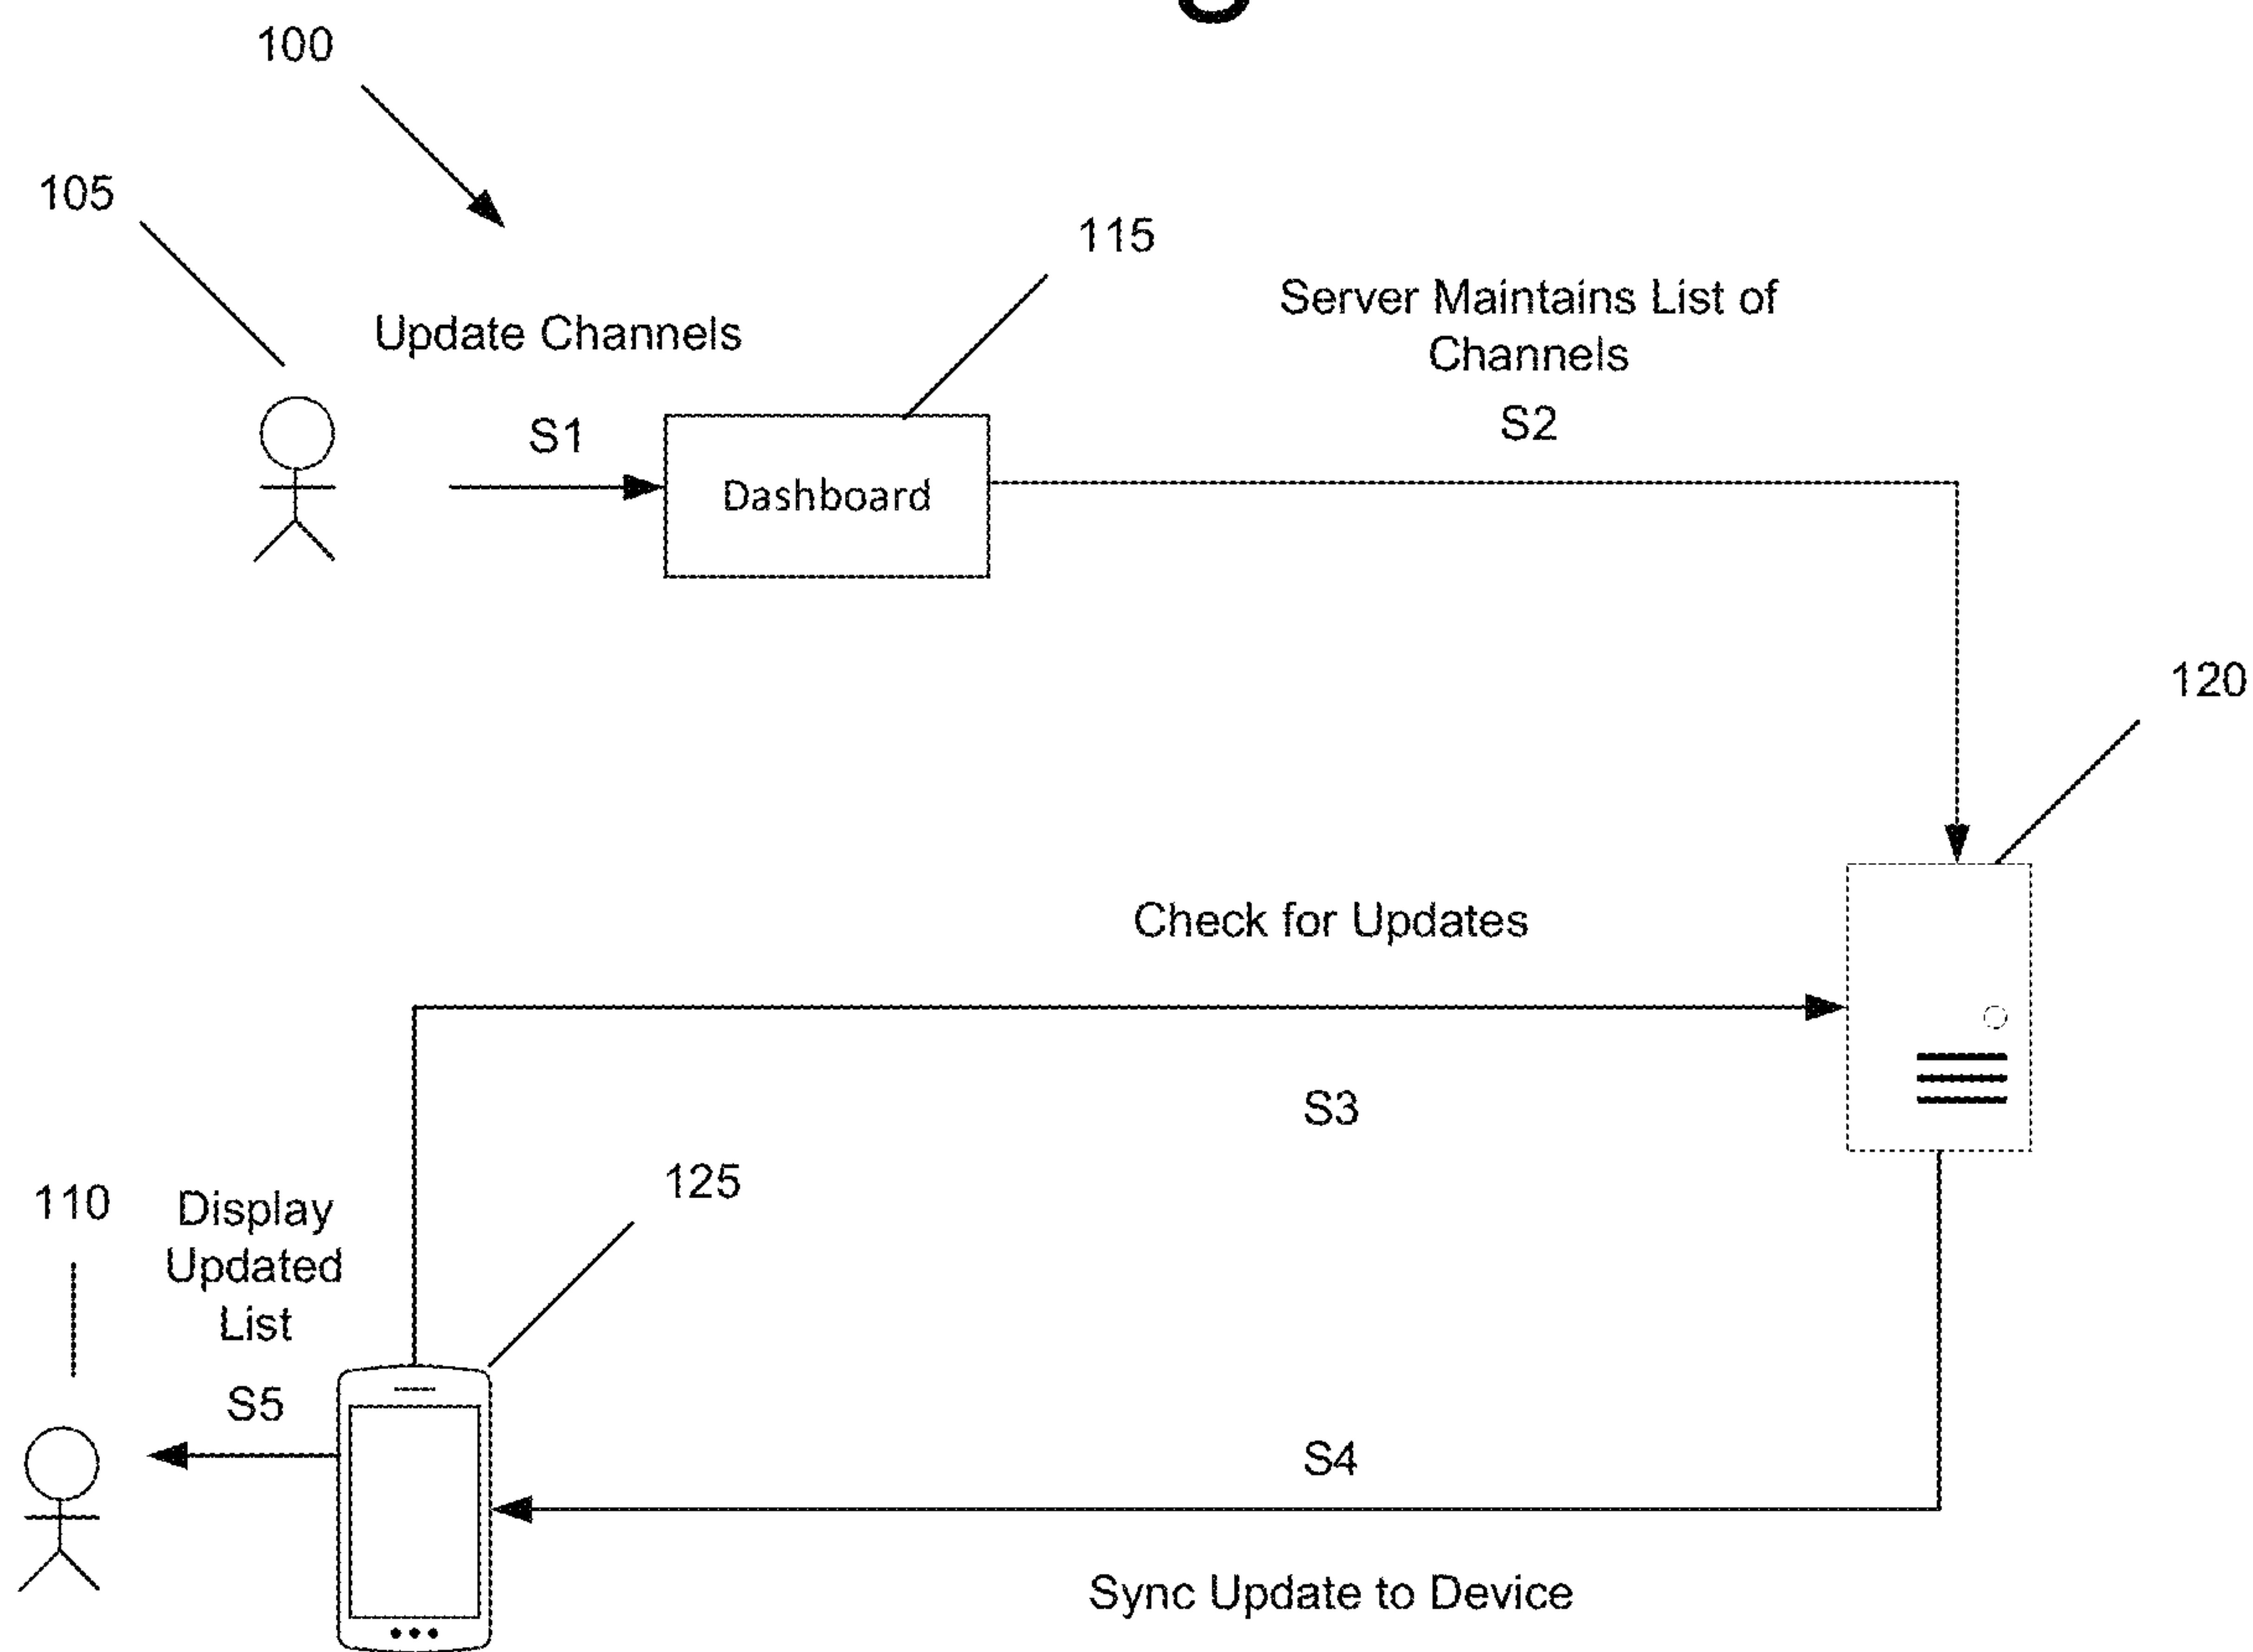 100
105
115
Update Channels
Server Maintains List of
Channels
S1
S2
Dashboard
120
Check for Updates
S3
125
110
Display
Updated
List
S5
S4
Sync Update to Device